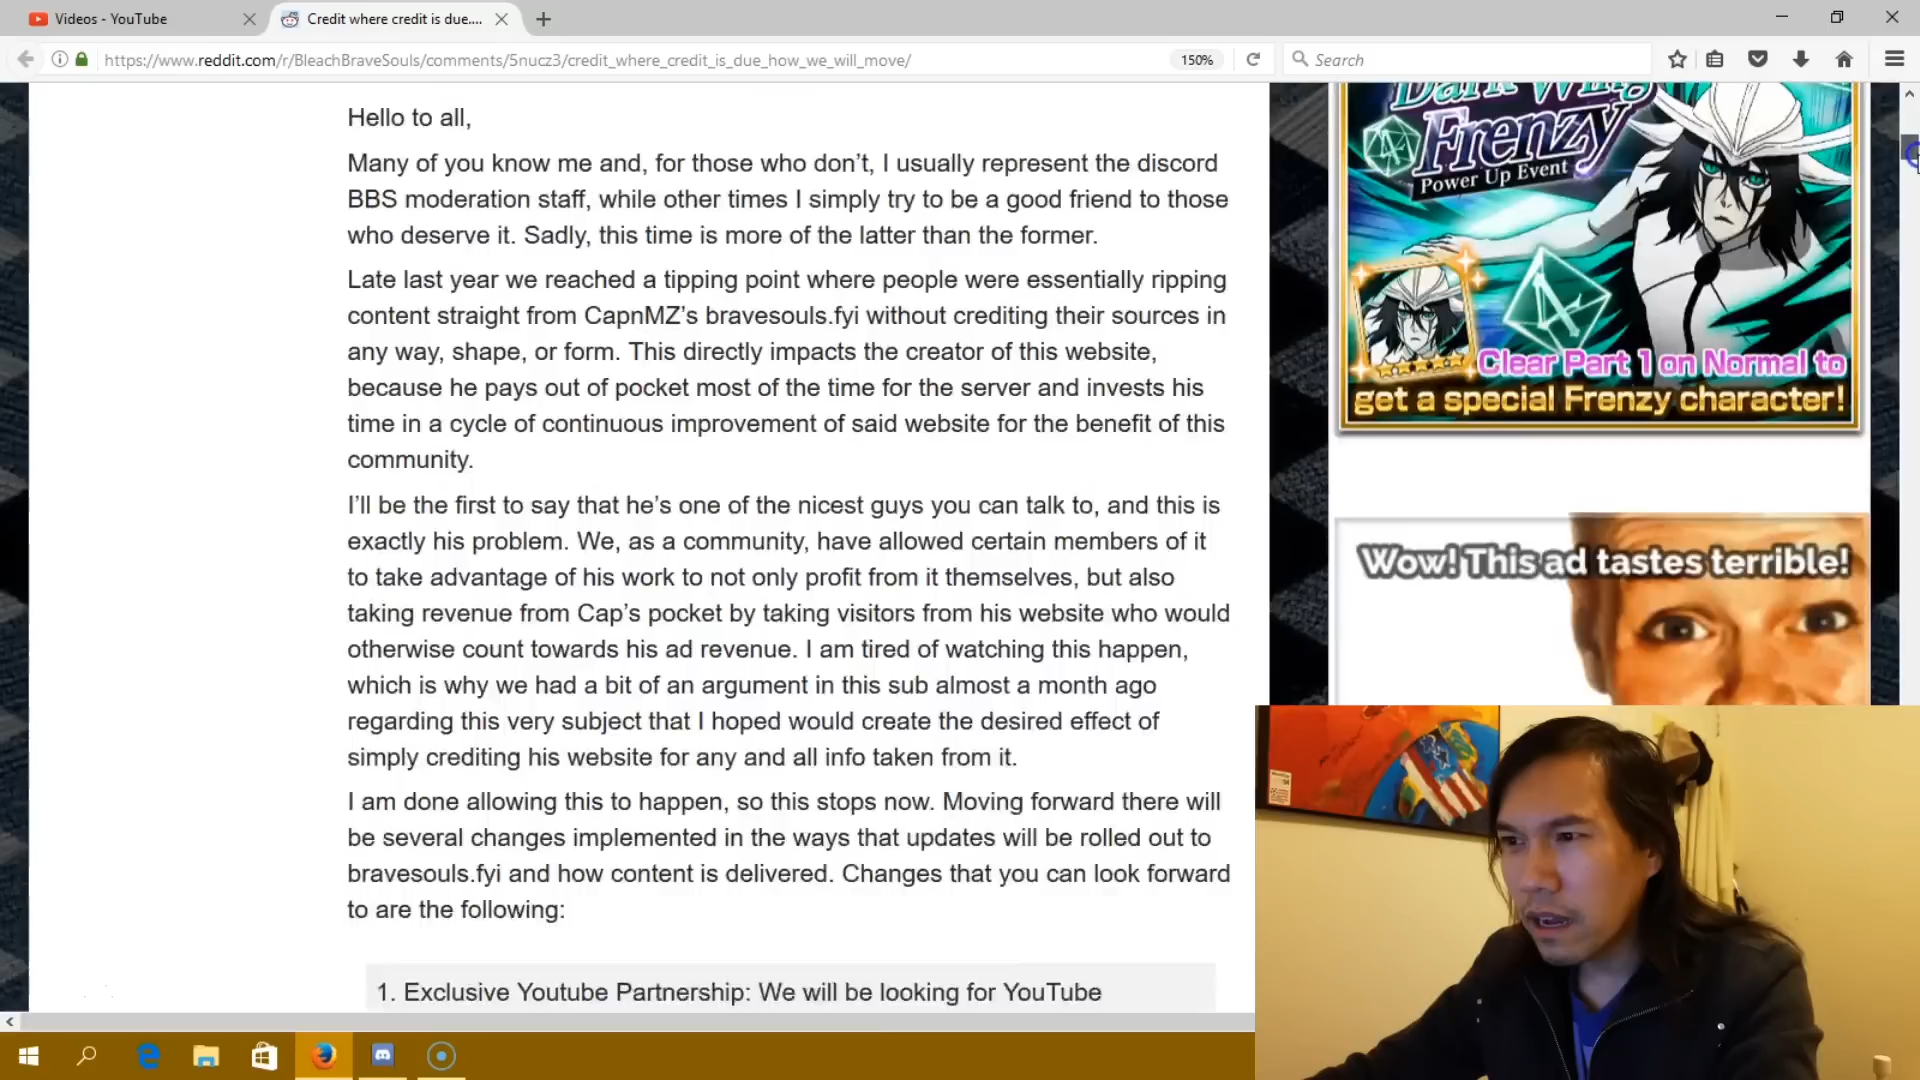 Videos - YouTube
Credit where credit is due....
https://www.reddit.com/r/BleachBraveSouls/comments/5nucz3/credit_where_credit_is_due_how_we_will_move/
150%
Search
Hello to all,
Many of you know me and, for those who don’t, I usually represent the discord
BBS moderation staff, while other times I simply try to be a good friend to those
who deserve it. Sadly, this time is more of the latter than the former.
Late last year we reached a tipping point where people were essentially ripping
content straight from CapnMZ’s bravesouls.fyi without crediting their sources in
any way, shape, or form. This directly impacts the creator of this website,
because he pays out of pocket most of the time for the server and invests his
time in a cycle of continuous improvement of said website for the benefit of this
community.
I’ll be the first to say that he’s one of the nicest guys you can talk to, and this is
exactly his problem. We, as a community, have allowed certain members of it
to take advantage of his work to not only profit from it themselves, but also
taking revenue from Cap’s pocket by taking visitors from his website who would
otherwise count towards his ad revenue. I am tired of watching this happen,
which is why we had a bit of an argument in this sub almost a month ago
regarding this very subject that I hoped would create the desired effect of
simply crediting his website for any and all info taken from it.
I am done allowing this to happen, so this stops now. Moving forward there will
be several changes implemented in the ways that updates will be rolled out to
bravesouls.fyi and how content is delivered. Changes that you can look forward
to are the following:
1. Exclusive Youtube Partnership: We will be looking for YouTube
Dark Wing
Frenzy
Power Up Event
Clear Part 1 on Normal to
get a special Frenzy character!
Wow! This ad tastes terrible!